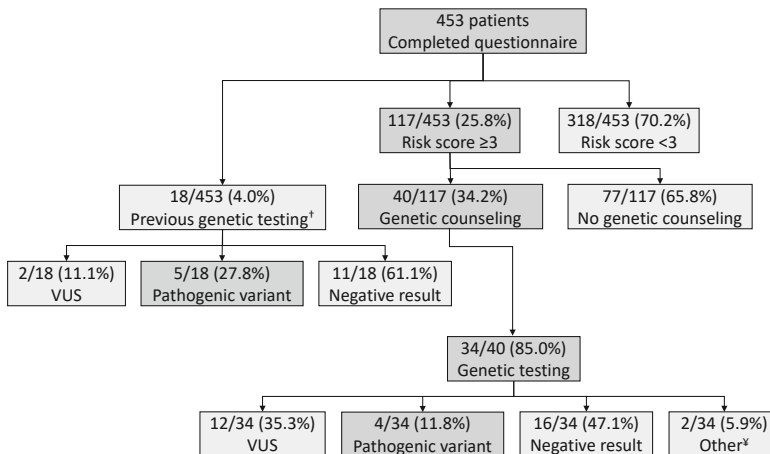 453 patients
Completed questionnaire
117/453 (25.8%)
Risk score ≥3
318/453 (70.2%)
Risk score <3
18/453 (4.0%)
Previous genetic testing†
40/117 (34.2%)
Genetic counseling
77/117 (65.8%)
No genetic counseling
2/18 (11.1%)
VUS
5/18 (27.8%)
Pathogenic variant
11/18 (61.1%)
Negative result
34/40 (85.0%)
Genetic testing
12/34 (35.3%)
VUS
4/34 (11.8%)
Pathogenic variant
16/34 (47.1%)
Negative result
2/34 (5.9%)
Other¥